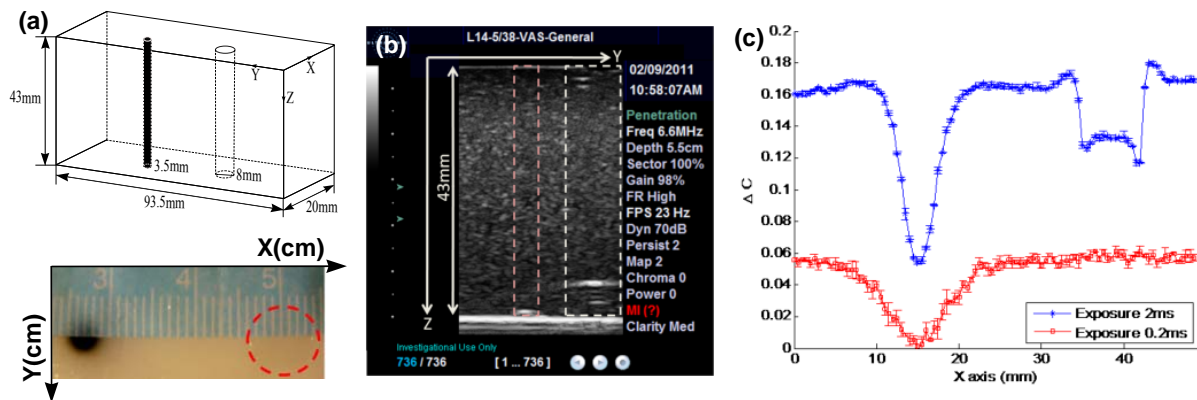 (a)
43mm
Y
X
Z
3.5mm
8mm
93.5mm
20mm
X(cm)
3 4 5
Y(cm)
(b)
L14-5/38-VAS-General
Y
43mm
Z
02/09/2011
10:58:07AM
Penetration
Freq 6.6MHz
Depth 5.5cm
Sector 100%
Gain 98%
FR High
FPS 23 Hz
Dyn 70dB
Persist 2
Map 2
Chroma 0
Power 0
MI (?)
Clarity Med
Investigational Use Only
736 / 736 [ 1 ... 736 ]
(c)
0.2
0.18
0.16
0.14
0.12
0.1
0.08
0.06
0.04
0.02
0
Δ C
0 10 20 30 40
X axis (mm)
Exposure 2ms
Exposure 0.2ms